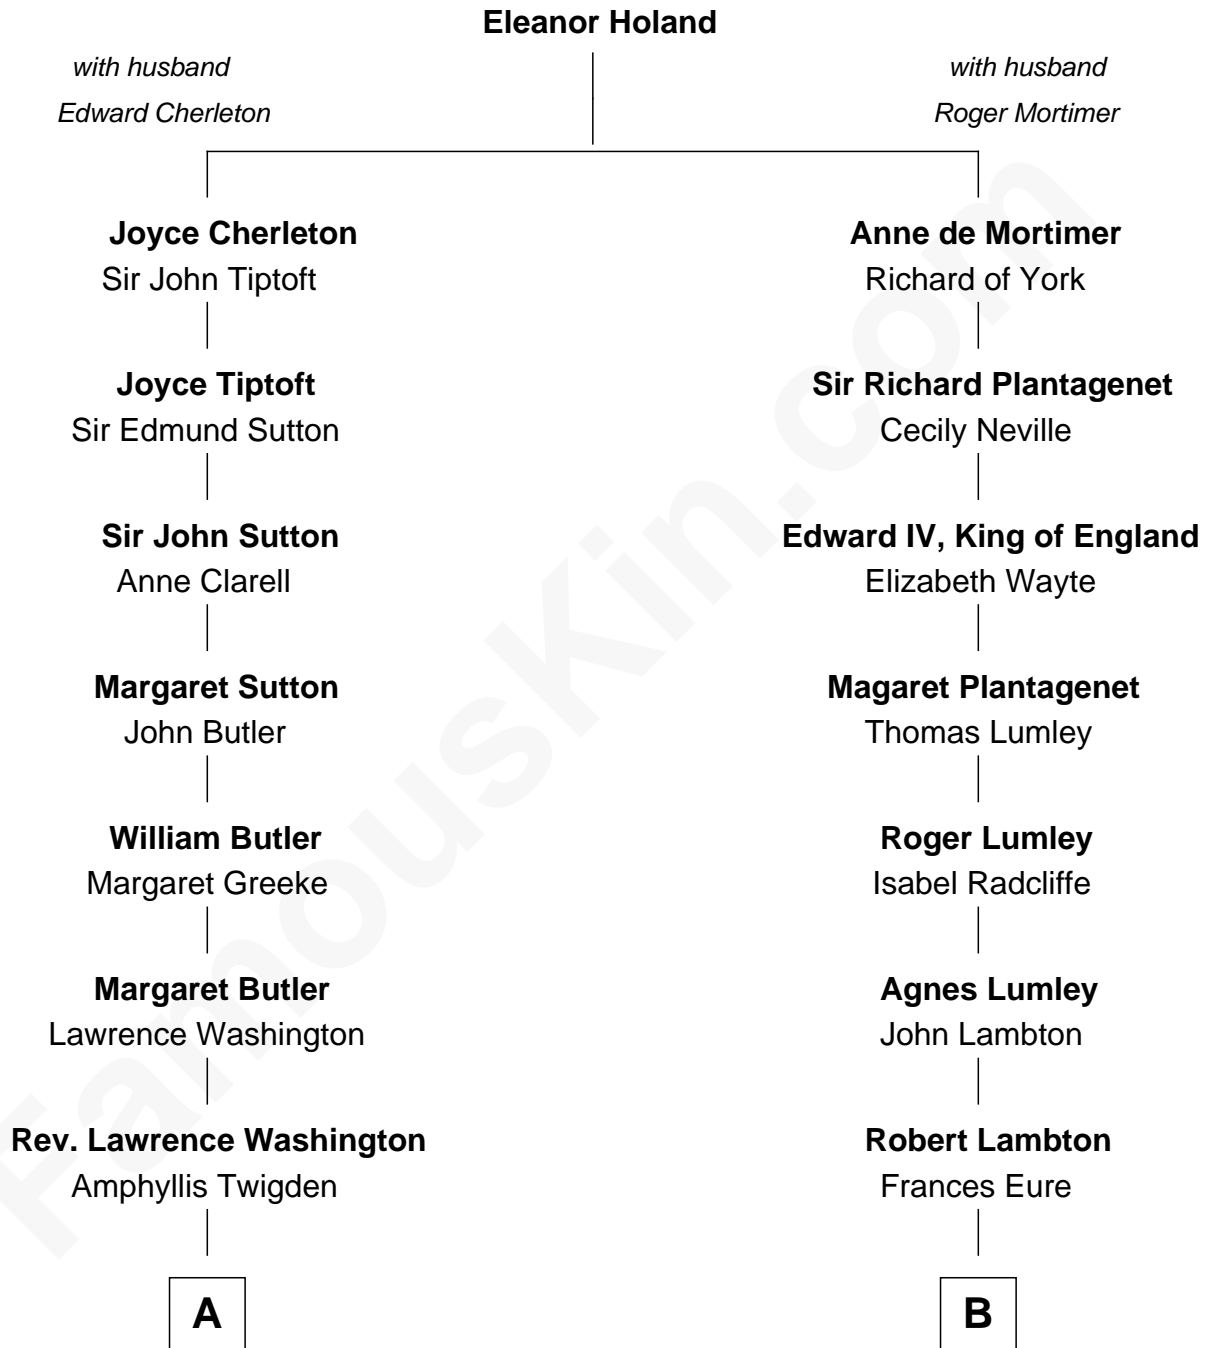 Eleanor Holand
with husband
Edward Cherleton
with husband
Roger Mortimer
Joyce Cherleton
Sir John Tiptoft
Anne de Mortimer
Richard of York
Joyce Tiptoft
Sir Edmund Sutton
Sir Richard Plantagenet
Cecily Neville
Sir John Sutton
Anne Clarell
Edward IV, King of England
Elizabeth Wayte
Margaret Sutton
John Butler
Magaret Plantagenet
Thomas Lumley
William Butler
Margaret Greeke
Roger Lumley
Isabel Radcliffe
Margaret Butler
Lawrence Washington
Agnes Lumley
John Lambton
Rev. Lawrence Washington
Amphyllis Twigden
Robert Lambton
Frances Eure
A
B
FamousKin.com